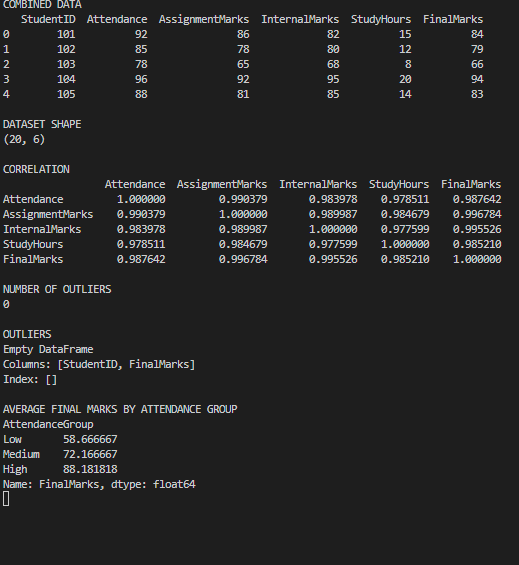 COMBINED DATA
   StudentID  Attendance  AssignmentMarks  InternalMarks  StudyHours  FinalMarks
0        101          92               86             82          15          84
1        102          85               78             80          12          79
2        103          78               65             68           8          66
3        104          96               92             95          20          94
4        105          88               81             85          14          83
DATASET SHAPE
(20, 6)
CORRELATION
                 Attendance  AssignmentMarks  InternalMarks  StudyHours  FinalMarks
Attendance         1.000000         0.990379       0.983978    0.978511    0.987642
AssignmentMarks    0.990379         1.000000       0.989987    0.984679    0.996784
InternalMarks      0.983978         0.989987       1.000000    0.977599    0.995526
StudyHours         0.978511         0.984679       0.977599    1.000000    0.985210
FinalMarks         0.987642         0.996784       0.995526    0.985210    1.000000
NUMBER OF OUTLIERS
0
OUTLIERS
Empty DataFrame
Columns: [StudentID, FinalMarks]
Index: []
AVERAGE FINAL MARKS BY ATTENDANCE GROUP
AttendanceGroup
Low       58.666667
Medium    72.166667
High      88.181818
Name: FinalMarks, dtype: float64